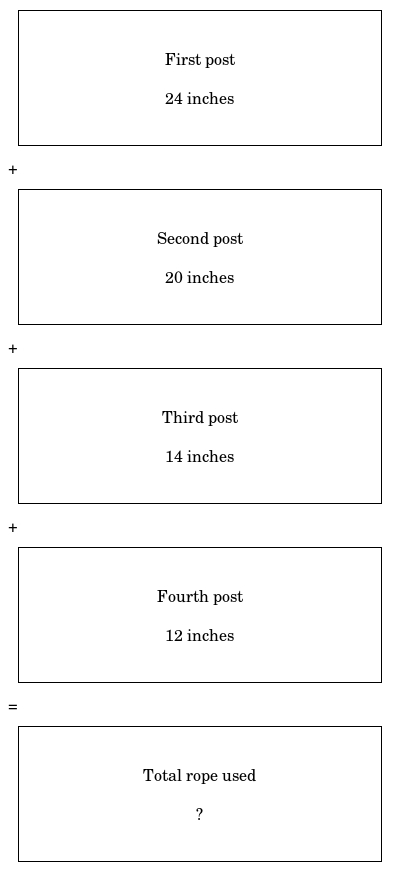 First post
24 inches
+
Second post
20 inches
+
Third post
14 inches
+
Fourth post
12 inches
=
Total rope used
?